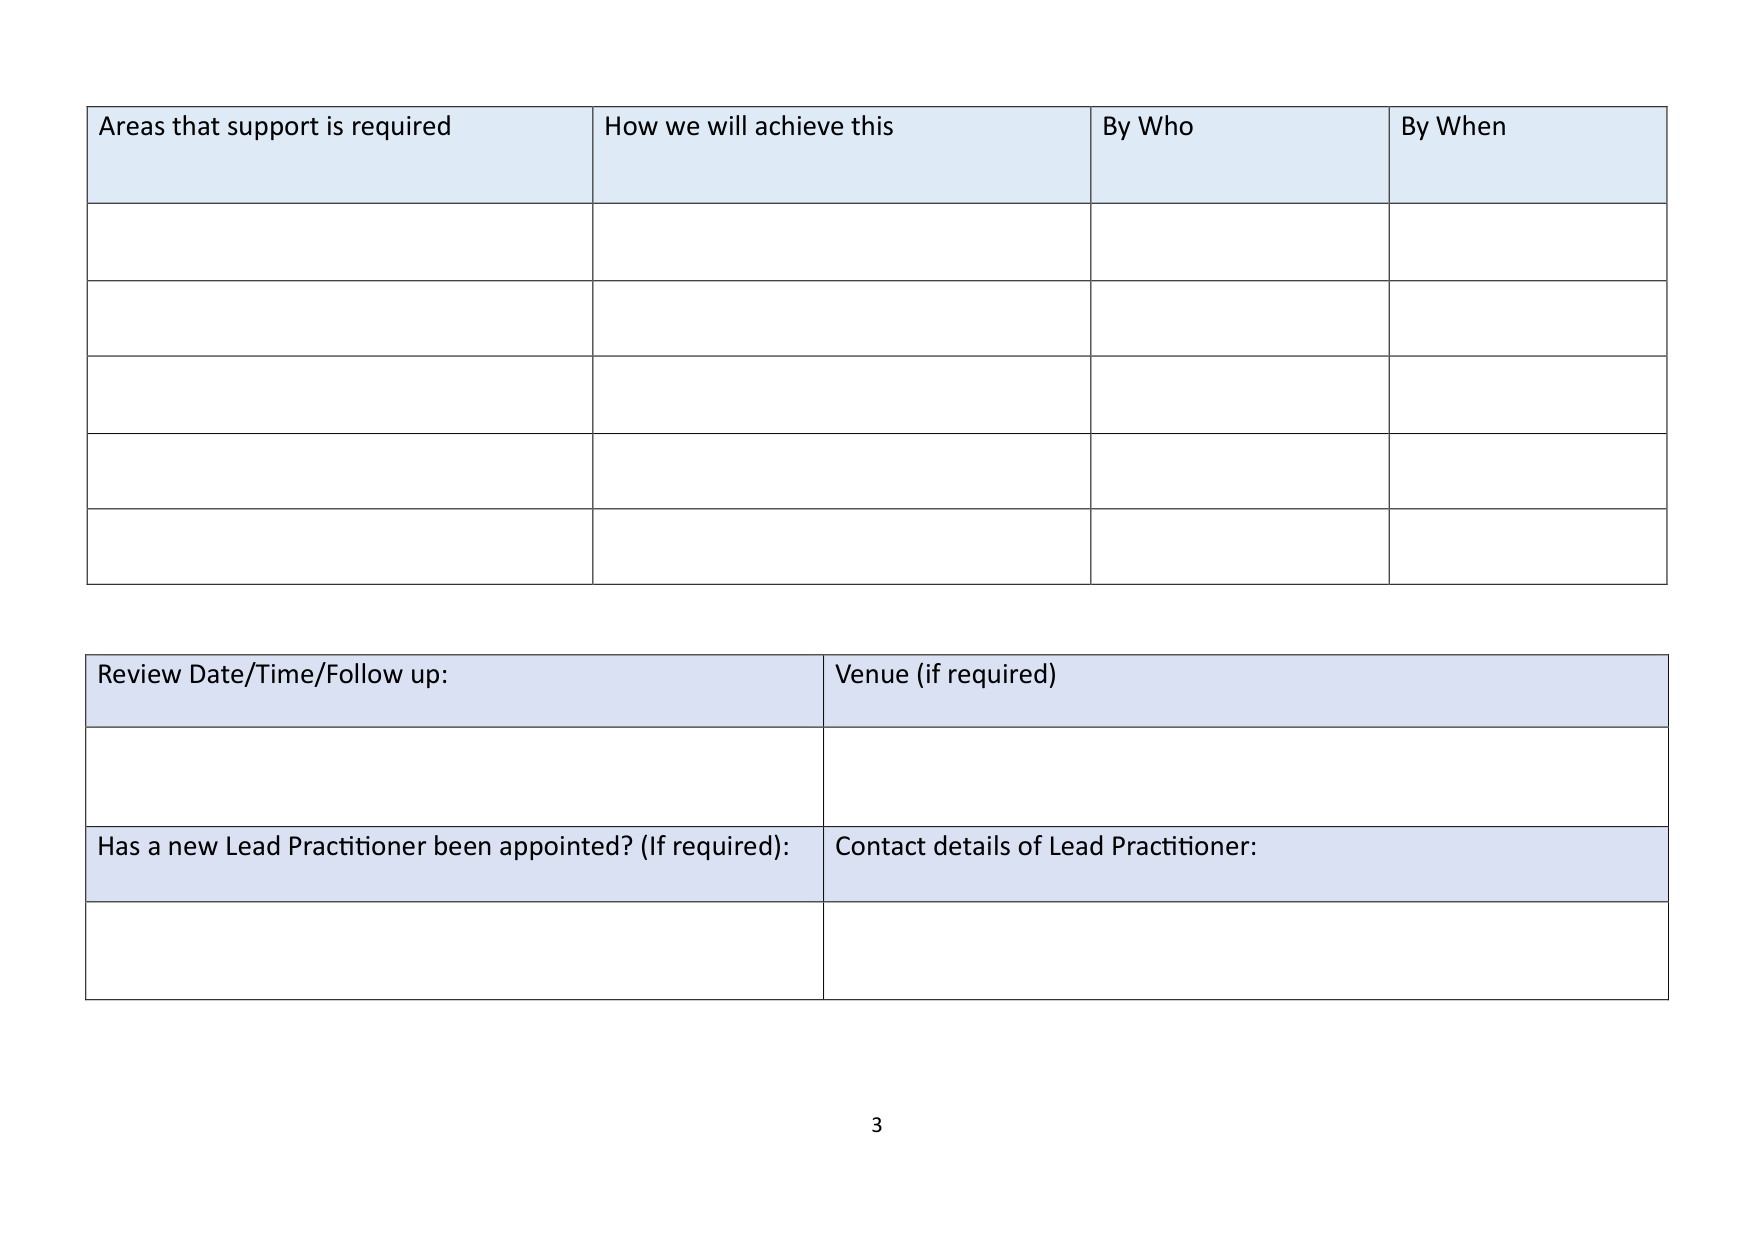 Areas that support is required
How we will achieve this
By Who
By When
Review Date/Time/Follow up:
Venue (if required)
Has a new Lead Practitioner been appointed? (If required):
Contact details of Lead Practitioner:
3